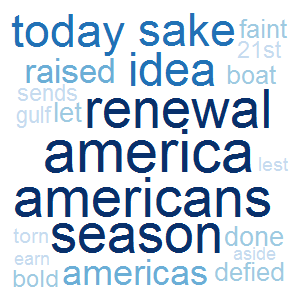 today sake faint
21st
raised idea boat
sends
gulf let renewal
america
lest
americans
torn season done
earn aside
bold americas defied